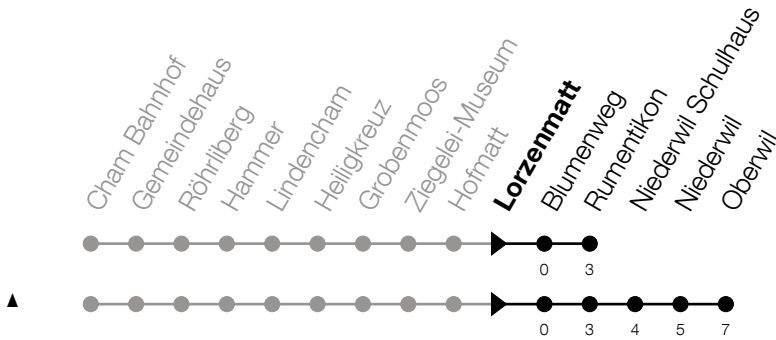 Cham Bahnhof
Gemeindehaus
Röhrilberg
Hammer
Lindencham
Heiligkreuz
Grobenmoos
Ziegelei-Museum
Hofmatt
Lorzenmatt
Blumenweg
Rumentikon
Niederwil Schulhaus
Niederwil
Oberwil
0 3
0 3 4 5 7